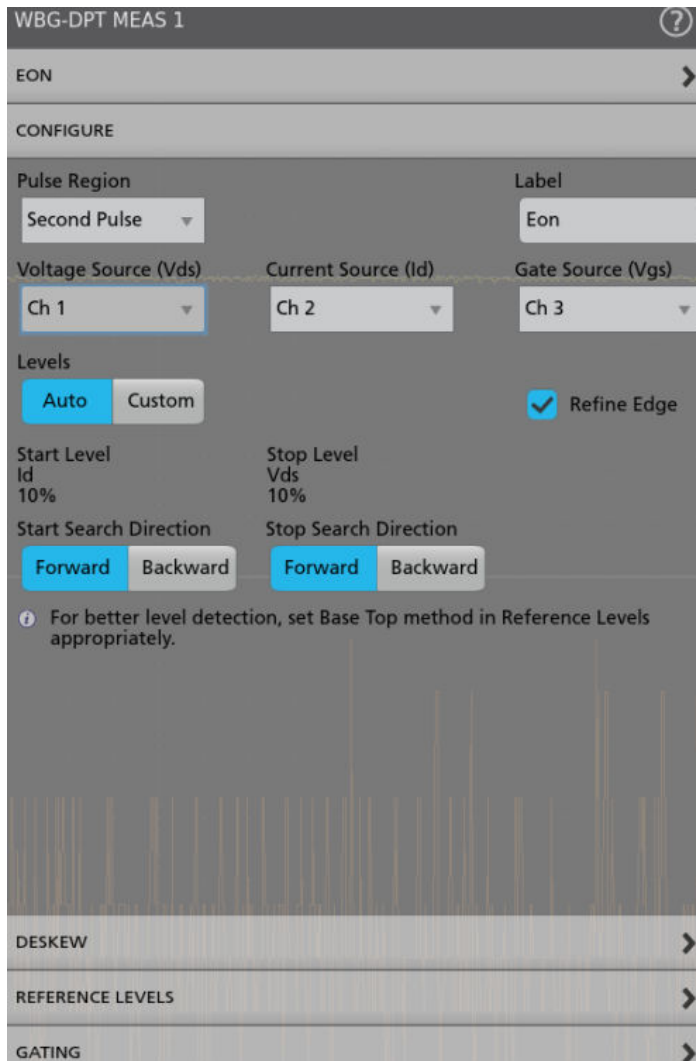 WBG-DPT MEAS 1
?
EON
CONFIGURE
Pulse Region
Label
Second Pulse
Eon
Voltage Source (Vds)
Current Source (Id)
Gate Source (Vgs)
Ch 1
Ch 2
Ch 3
Levels
Auto
Custom
Refine Edge
Start Level
Id
10%
Stop Level
Vds
10%
Start Search Direction
Stop Search Direction
Forward
Backward
Forward
Backward
i
For better level detection, set Base Top method in Reference Levels
appropriately.
DESKEW
REFERENCE LEVELS
GATING